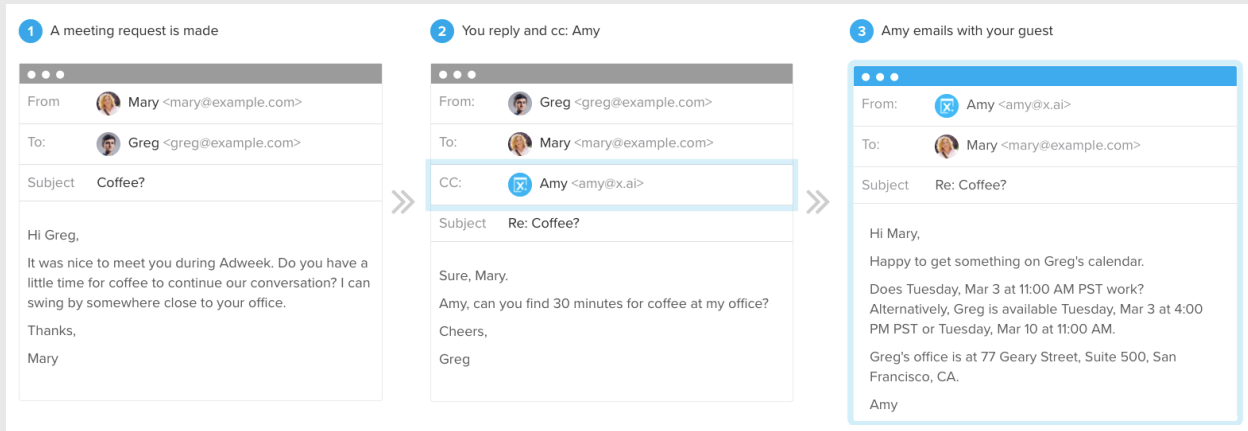 1 A meeting request is made
From Mary <mary@example.com>
To: Greg <greg@example.com>
Subject Coffee?
Hi Greg,
It was nice to meet you during Adweek. Do you have a
little time for coffee to continue our conversation? I can
swing by somewhere close to your office.
Thanks,
Mary
2 You reply and cc: Amy
From: Greg <greg@example.com>
To: Mary <mary@example.com>
CC: Amy <amy@x.ai>
Subject Re: Coffee?
Sure, Mary.
Amy, can you find 30 minutes for coffee at my office?
Cheers,
Greg
3 Amy emails with your guest
From: Amy <amy@x.ai>
To: Mary <mary@example.com>
Subject Re: Coffee?
Hi Mary,
Happy to get something on Greg's calendar.
Does Tuesday, Mar 3 at 11:00 AM PST work?
Alternatively, Greg is available Tuesday, Mar 3 at 4:00
PM PST or Tuesday, Mar 10 at 11:00 AM.
Greg's office is at 77 Geary Street, Suite 500, San
Francisco, CA.
Amy